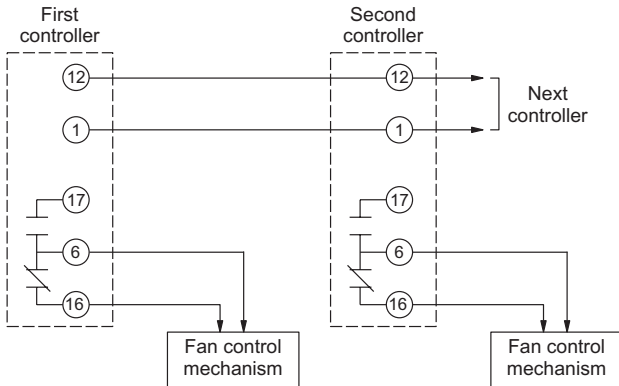 First
controller
Second
controller
12
12
Next
controller
1
1
17
17
6
6
16
16
Fan control
mechanism
Fan control
mechanism